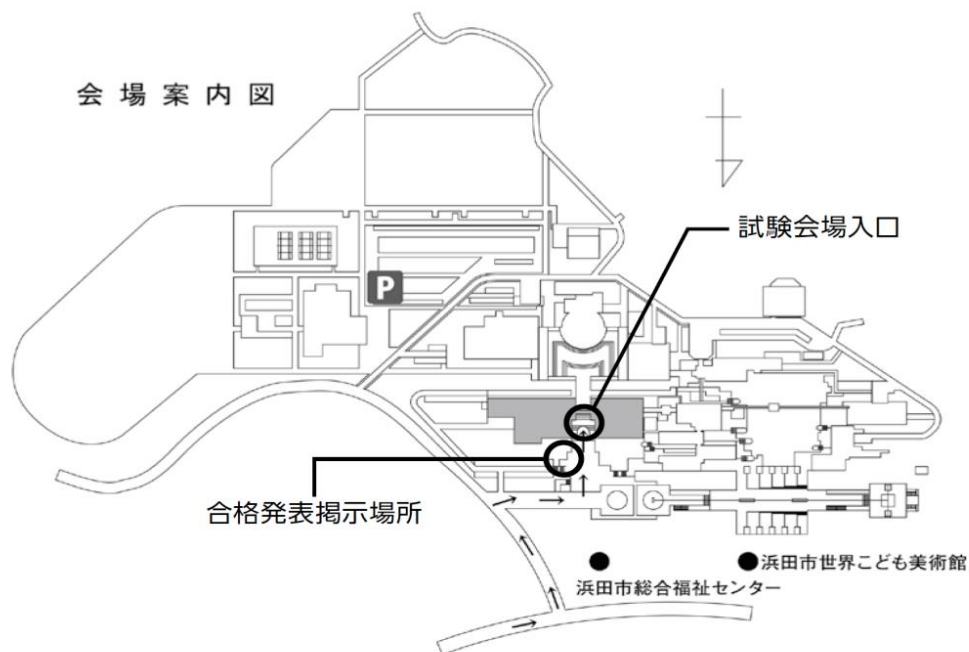 会場案内図
試験会場入口
P
合格発表掲示場所
●浜田市世界こども美術館
浜田市総合福祉センター